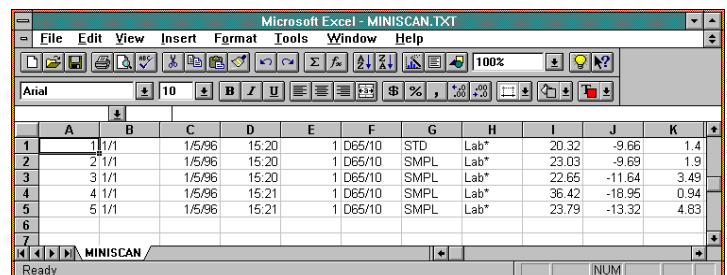 Microsoft Excel - MINISCAN.TXT
File Edit View Insert Format Tools Window Help
ABC Σ fx A Z Z A 100% ?
Arial 10 B I U a $ % , .0 .00 .00 .0 T
A B C D E F G H I J K
1 1 1/1 1/5/96 15:20 1 D65/10 STD Lab* 20.32 -9.66 1.4
2 2 1/1 1/5/96 15:20 1 D65/10 SMPL Lab* 23.03 -9.69 1.9
3 3 1/1 1/5/96 15:20 1 D65/10 SMPL Lab* 22.65 -11.64 3.49
4 4 1/1 1/5/96 15:21 1 D65/10 SMPL Lab* 36.42 -18.95 0.94
5 5 1/1 1/5/96 15:21 1 D65/10 SMPL Lab* 23.79 -13.32 4.83
6
7
MINISCAN
Ready NUM